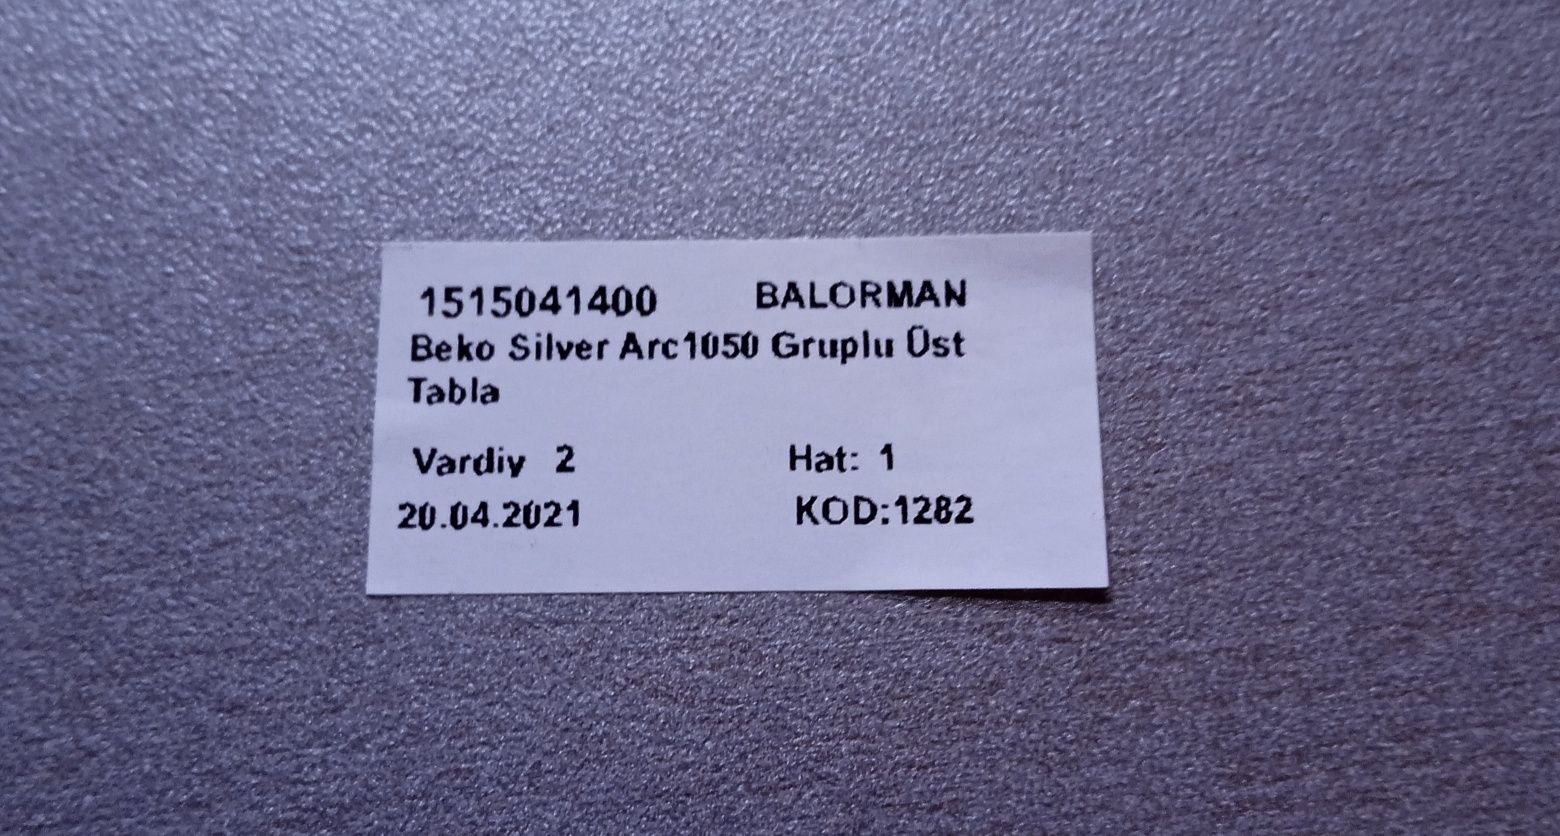 1515041400 BALORMAN
Beko Silver Arc1050 Gruplu Üst
Tabla
Vardiy 2 Hat: 1
20.04.2021 KOD:1282